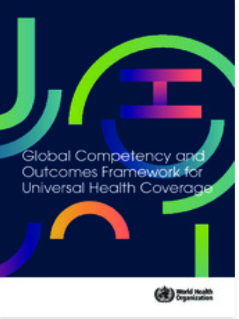 Global Competency and
Outcomes Framework for
Universal Health Coverage
World Health
Organization